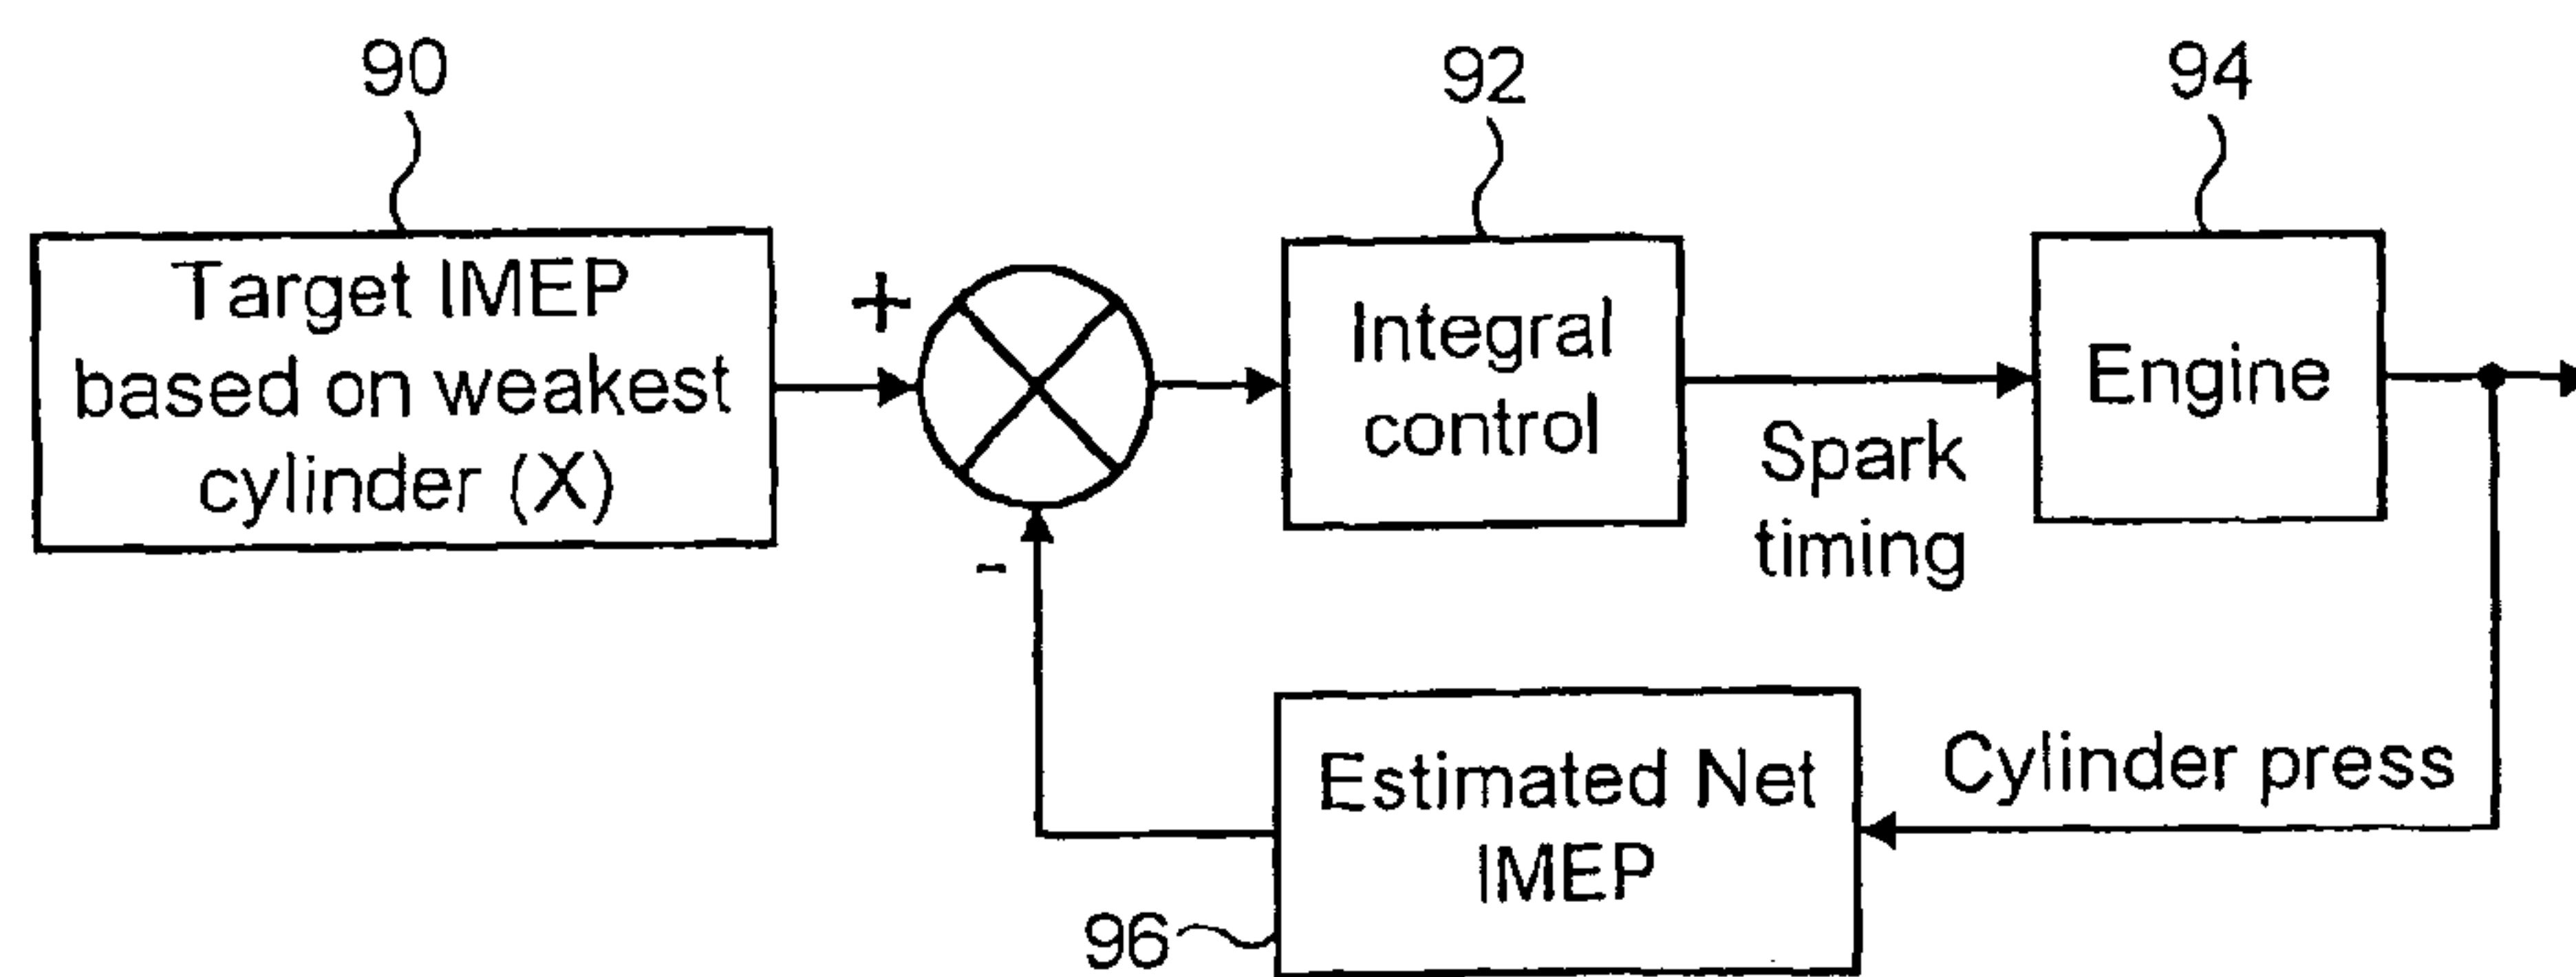 90
92
94
Target IMEP
based on weakest
cylinder (X)
+
-
Integral
control
Spark
timing
Engine
Estimated Net
IMEP
Cylinder press
96